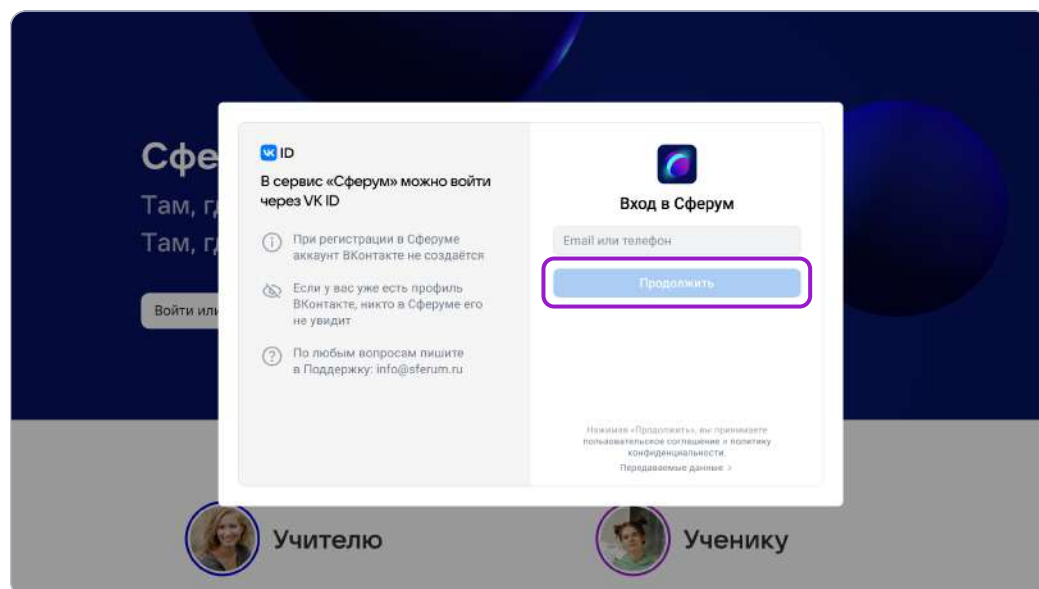 Сфе
Там, г
Там, г
Войти или
VK ID
В сервис «Сферум» можно войти
через VK ID
При регистрации в Сферуме
аккаунт ВКонтакте не создаётся
Если у вас уже есть профиль
ВКонтакте, никто в Сферуме его
не увидит
По любым вопросам пишите
в Поддержку: info@sferum.ru
Вход в Сферум
Email или телефон
Продолжить
Нажимая «Продолжить», вы принимаете
пользовательское соглашение и политику
конфиденциальности.
Передаваемые данные >
Учителю
Ученику